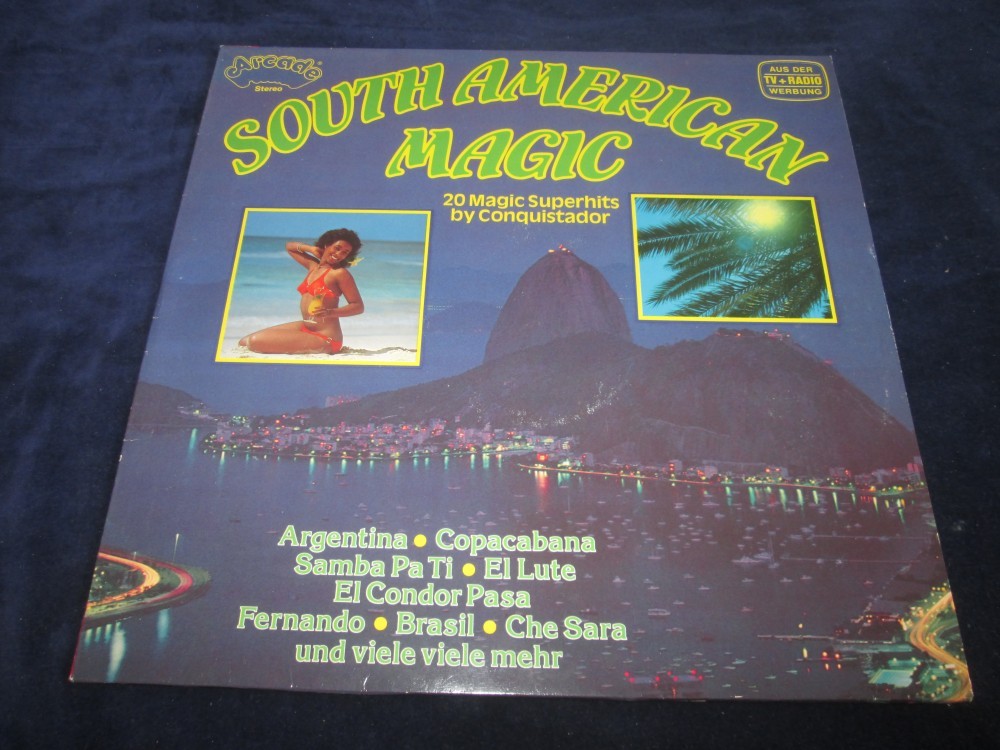 Arcade
Stereo
AUS DER
TV + RADIO
WERBUNG
SOUTH AMERICAN
MAGIC
20 Magic Superhits
by Conquistador
Argentina • Copacabana
Samba Pa Ti • El Lute
El Condor Pasa
Fernando • Brasil • Che Sara
und viele viele mehr